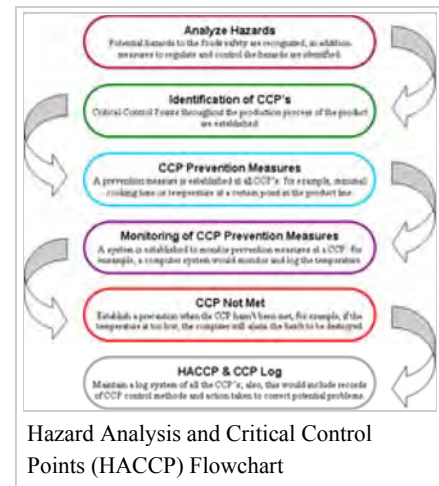 Analyze Hazards
Potential hazards to the foods safety are recognized, in addition
measures to regulate and control the hazards are identified.
Identification of CCP's
Critical Control Points throughout the production process of the product
are established
CCP Prevention Measures
A prevention measure is established at all CCP's. for example, minimal
cooking time or temperature at a certain point in the product line
Monitoring of CCP Prevention Measures
A system is established to monitor prevention measures at a CCP. for
example, a computer system would monitor and log the temperature.
CCP Not Met
Establish a precaution when the CCP hasn't been met, for example, if the
temperature is too low, the computer will alarm the batch to be destroyed.
HACCP & CCP Log
Maintain a log system of all the CCP's, also, this would include records
of CCP control methods and action taken to correct potential problems.
Hazard Analysis and Critical Control
Points (HACCP) Flowchart